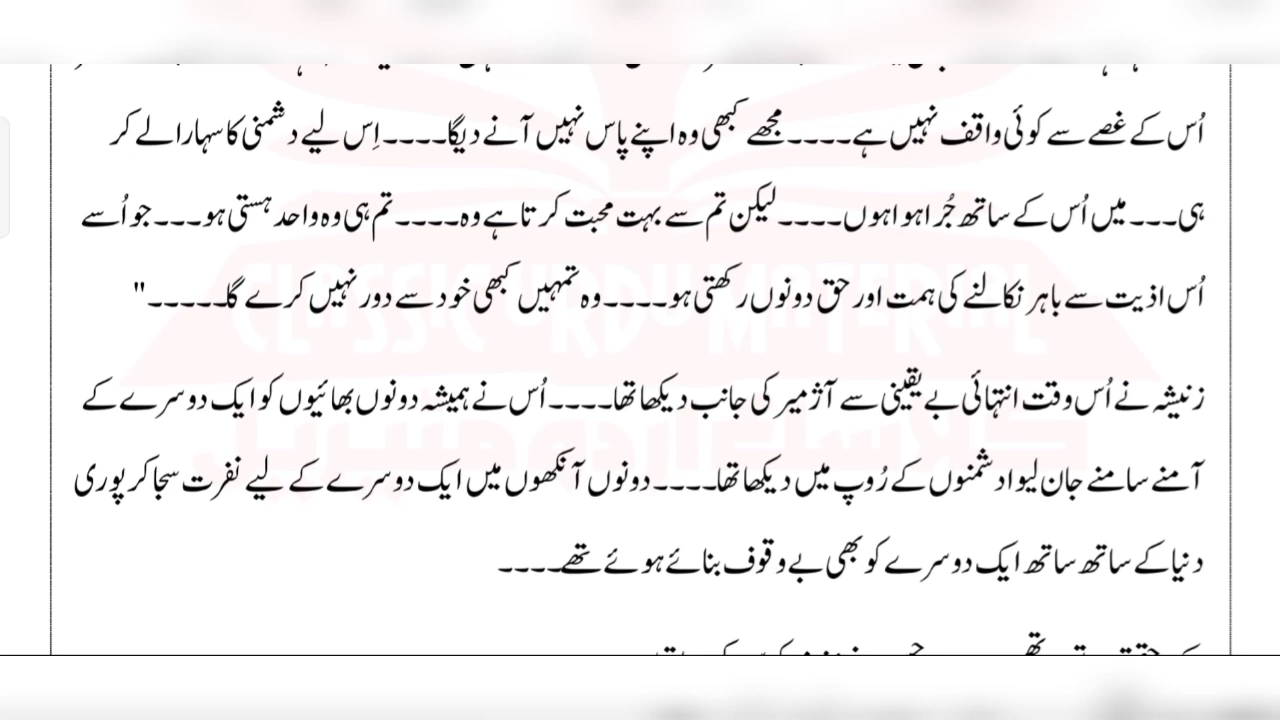 اُس کے غصے سے کوئی واقف نہیں ہے۔۔۔۔مجھے کبھی وہ اپنے پاس نہیں آنے دیگا۔۔۔۔اِس لیے دشمنی کا سہارا لے کر
ہی۔۔۔میں اُس کے ساتھ جُڑا ہوا ہوں۔۔۔۔لیکن تم سے بہت محبت کرتا ہے وہ۔۔۔۔تم ہی وہ واحد ہستی ہو۔۔۔جو اُسے
اُس اذیت سے باہر نکالنے کی ہمت اور حق دونوں رکھتی ہو۔۔۔۔وہ تمہیں کبھی خود سے دور نہیں کرے گا۔۔۔۔۔"
CLASSIC URDU MATERIAL
زنیشہ نے اُس وقت انتہائی بے یقینی سے آژمیر کی جانب دیکھا تھا۔۔۔۔اُس نے ہمیشہ دونوں بھائیوں کو ایک دوسرے کے
آمنے سامنے جان لیوا دشمنوں کے رُوپ میں دیکھا تھا۔۔۔۔دونوں آنکھوں میں ایک دوسرے کے لیے نفرت سجا کر پوری
دنیا کے ساتھ ساتھ ایک دوسرے کو بھی بے وقوف بنائے ہوئے تھے۔۔۔۔